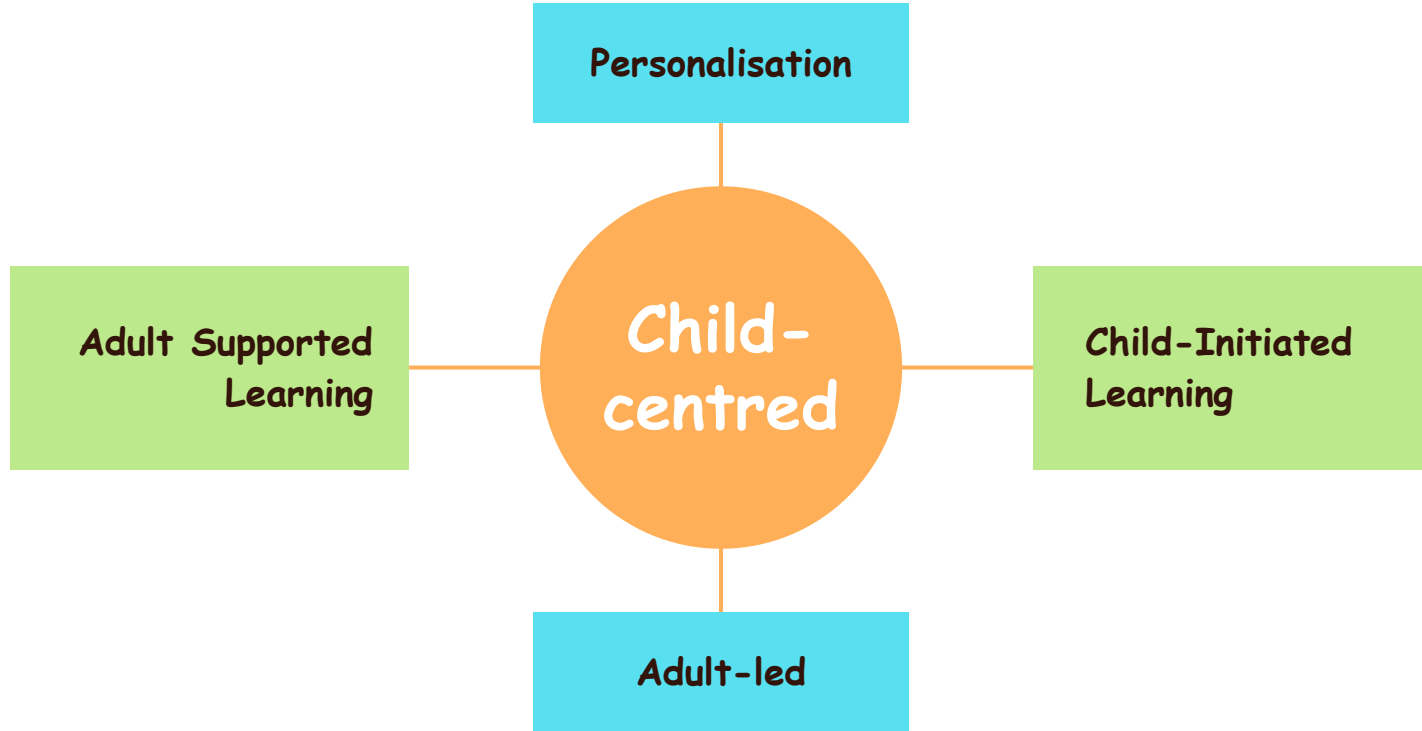 Personalisation
Adult Supported
Learning
Child-
centred
Child-Initiated
Learning
Adult-led